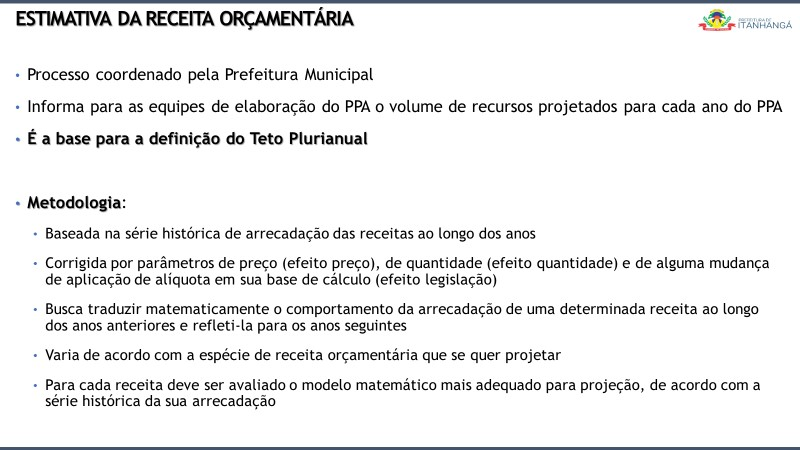 ESTIMATIVA DA RECEITA ORÇAMENTÁRIA
PREFEITURA DE
ITANHANGÁ
• Processo coordenado pela Prefeitura Municipal
• Informa para as equipes de elaboração do PPA o volume de recursos projetados para cada ano do PPA
• É a base para a definição do Teto Plurianual
• Metodologia:
• Baseada na série histórica de arrecadação das receitas ao longo dos anos
• Corrigida por parâmetros de preço (efeito preço), de quantidade (efeito quantidade) e de alguma mudança
de aplicação de alíquota em sua base de cálculo (efeito legislação)
• Busca traduzir matematicamente o comportamento da arrecadação de uma determinada receita ao longo
dos anos anteriores e refleti-la para os anos seguintes
• Varia de acordo com a espécie de receita orçamentária que se quer projetar
• Para cada receita deve ser avaliado o modelo matemático mais adequado para projeção, de acordo com a
série histórica da sua arrecadação